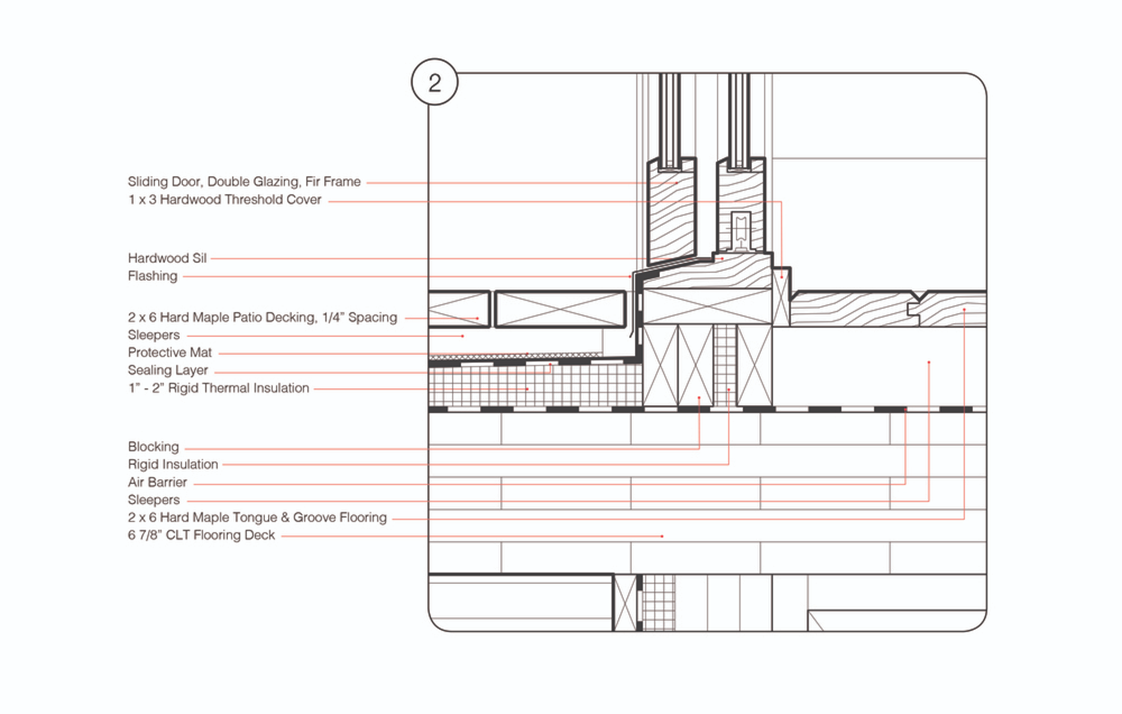 2
Sliding Door, Double Glazing, Fir Frame
1 x 3 Hardwood Threshold Cover
Hardwood Sil
Flashing
2 x 6 Hard Maple Patio Decking, 1/4” Spacing
Sleepers
Protective Mat
Sealing Layer
1” - 2” Rigid Thermal Insulation
Blocking
Rigid Insulation
Air Barrier
Sleepers
2 x 6 Hard Maple Tongue & Groove Flooring
6 7/8” CLT Flooring Deck